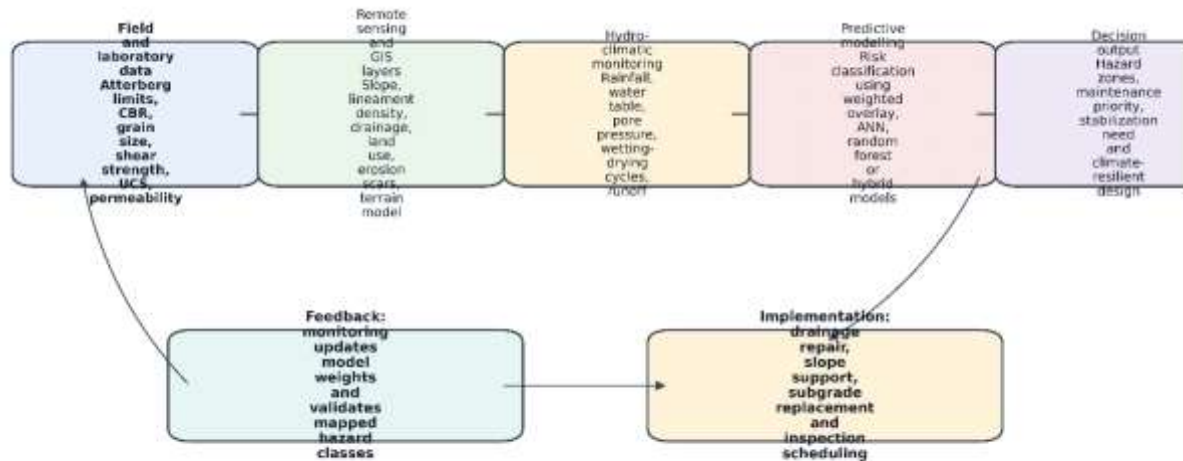 Field
and
laboratory
data
Atterberg
limits,
CBR,
grain
size,
shear
strength,
UCS,
permeability
Remote
sensing
and
GIS
layers
Slope,
lineament
density,
drainage,
land
use,
erosion
scars,
terrain
model
Hydro-
climatic
monitoring
Rainfall,
water
table,
pore
pressure,
wetting-
drying
cycles,
runoff
Predictive
modelling
Risk
classification
using
weighted
overlay,
ANN,
random
forest
or
hybrid
models
Decision
output
Hazard
zones,
maintenance
priority,
stabilization
need
and
climate-
resilient
design
Feedback:
monitoring
updates
model
weights
and
validates
mapped
hazard
classes
Implementation:
drainage
repair,
slope
support,
subgrade
replacement
and
inspection
scheduling